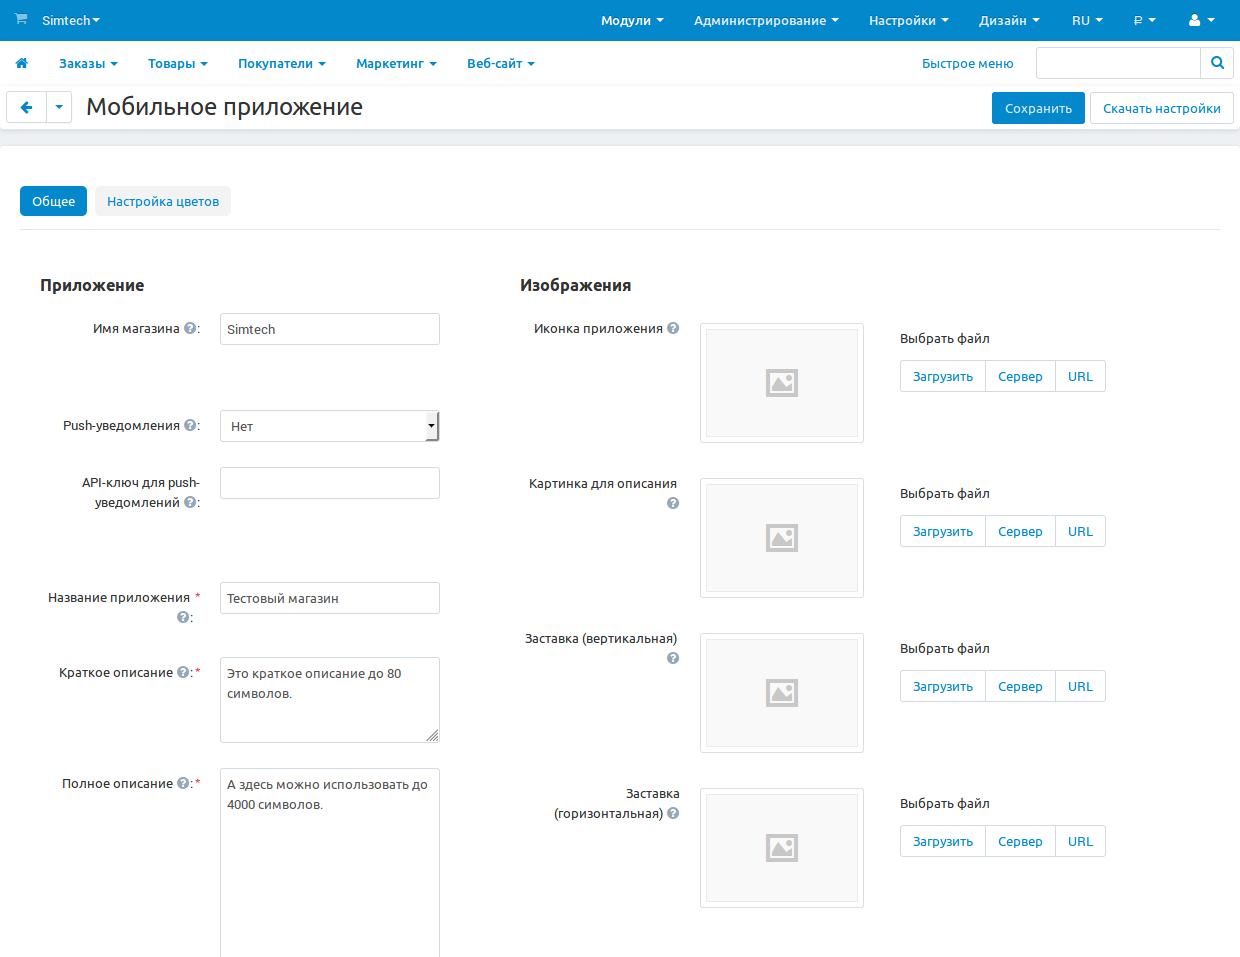 Simtech
Модули
Администрирование
Настройки
Дизайн
RU
₽
Заказы
Товары
Покупатели
Маркетинг
Веб-сайт
Быстрое меню
Мобильное приложение
Сохранить
Скачать настройки
Общее
Настройка цветов
Приложение
Имя магазина ?:
Simtech
Push-уведомления ?:
Нет
API-ключ для push-
уведомлений ?:
Название приложения *
?:
Тестовый магазин
Краткое описание ?: *
Это краткое описание до 80
символов.
Полное описание ?: *
А здесь можно использовать до
4000 символов.
Изображения
Иконка приложения ?
Выбрать файл
Загрузить
Сервер
URL
Картинка для описания
?
Выбрать файл
Загрузить
Сервер
URL
Заставка (вертикальная)
?
Выбрать файл
Загрузить
Сервер
URL
Заставка
(горизонтальная) ?
Выбрать файл
Загрузить
Сервер
URL